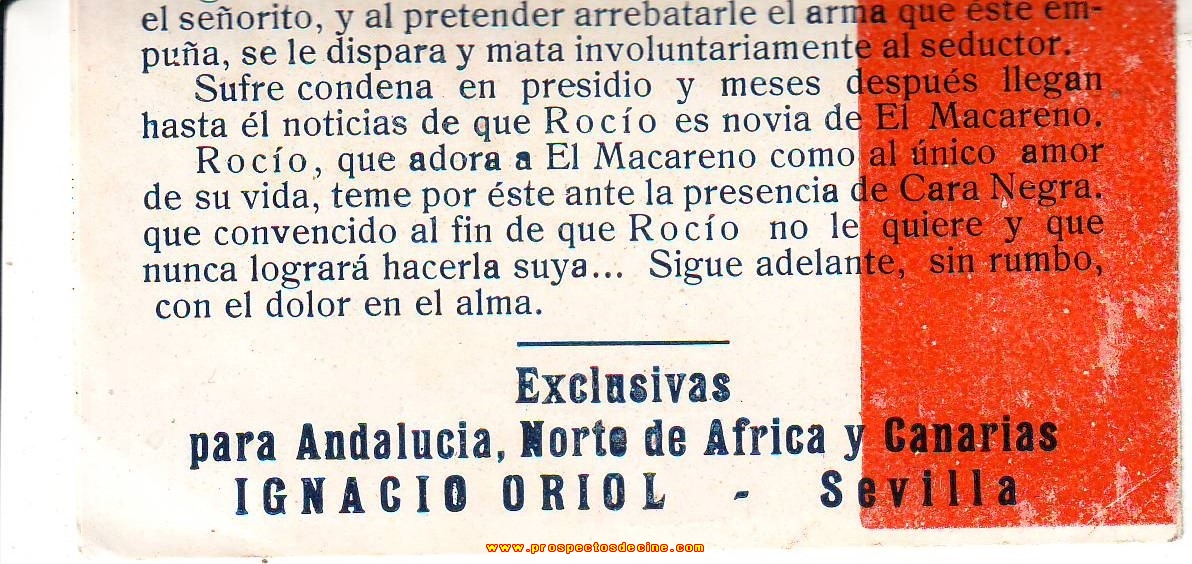 el señorito, y al pretender arrebatarle el arma que éste em-
puña, se le dispara y mata involuntariamente al seductor.
Sufre condena en presidio y meses después llegan
hasta él noticias de que Rocío es novia de El Macareno.
Rocío, que adora a El Macareno como al único amor
de su vida, teme por éste ante la presencia de Cara Negra.
que convencido al fin de que Rocío no le quiere y que
nunca logrará hacerla suya... Sigue adelante, sin rumbo,
con el dolor en el alma.
Exclusivas
para Andalucia, Norte de Africa y Canarias
IGNACIO ORIOL - Sevilla
www.prospectosdecine.com